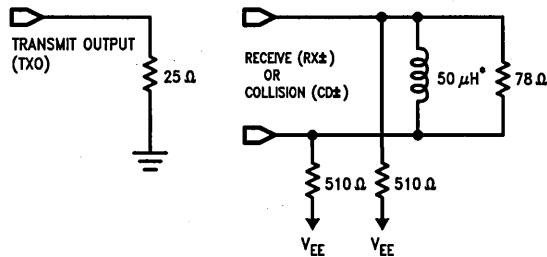 TRANSMIT OUTPUT
(TXO)
25 Ω
RECEIVE (RX±)
OR
COLLISION (CD±)
50 μH*
78 Ω
510 Ω
510 Ω
VEE
VEE